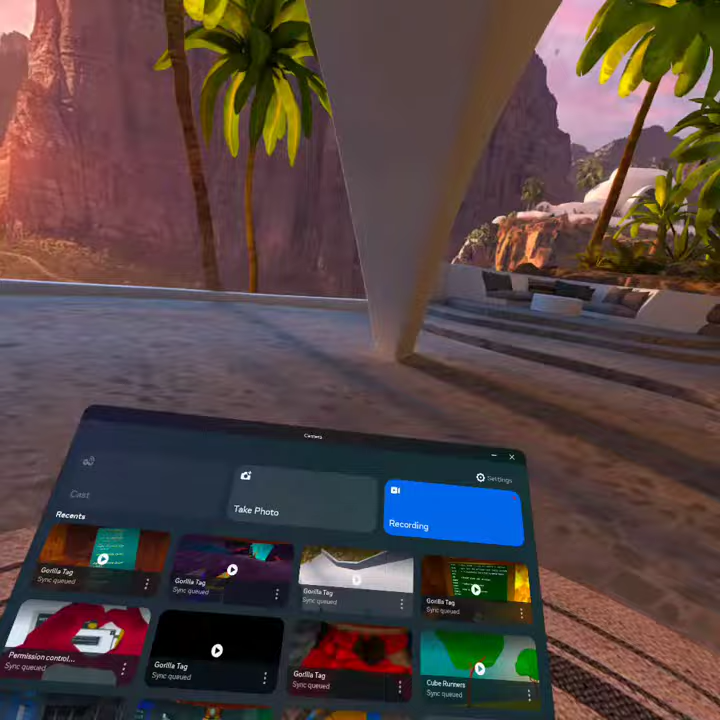 Camera
Settings
Cast
Take Photo
Recording
Recents
Gorilla Tag
Sync queued
Gorilla Tag
Sync queued
Gorilla Tag
Sync queued
Gorilla Tag
Sync queued
Permission control...
Sync queued
Gorilla Tag
Sync queued
Gorilla Tag
Sync queued
Cube Runners
Sync queued